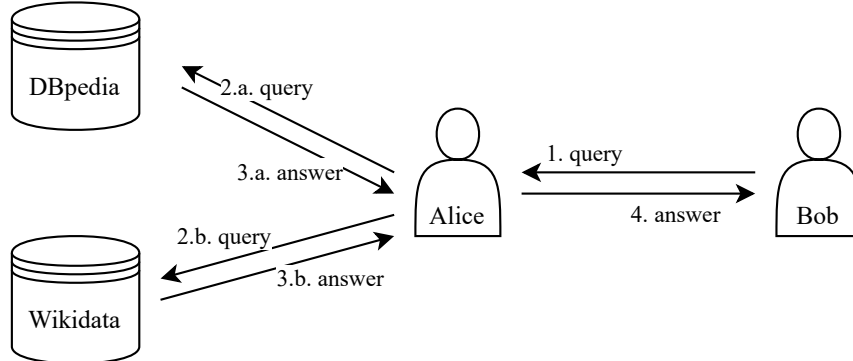 DBpedia
2.a. query
3.a. answer
1. query
4. answer
Alice
Bob
2.b. query
3.b. answer
Wikidata